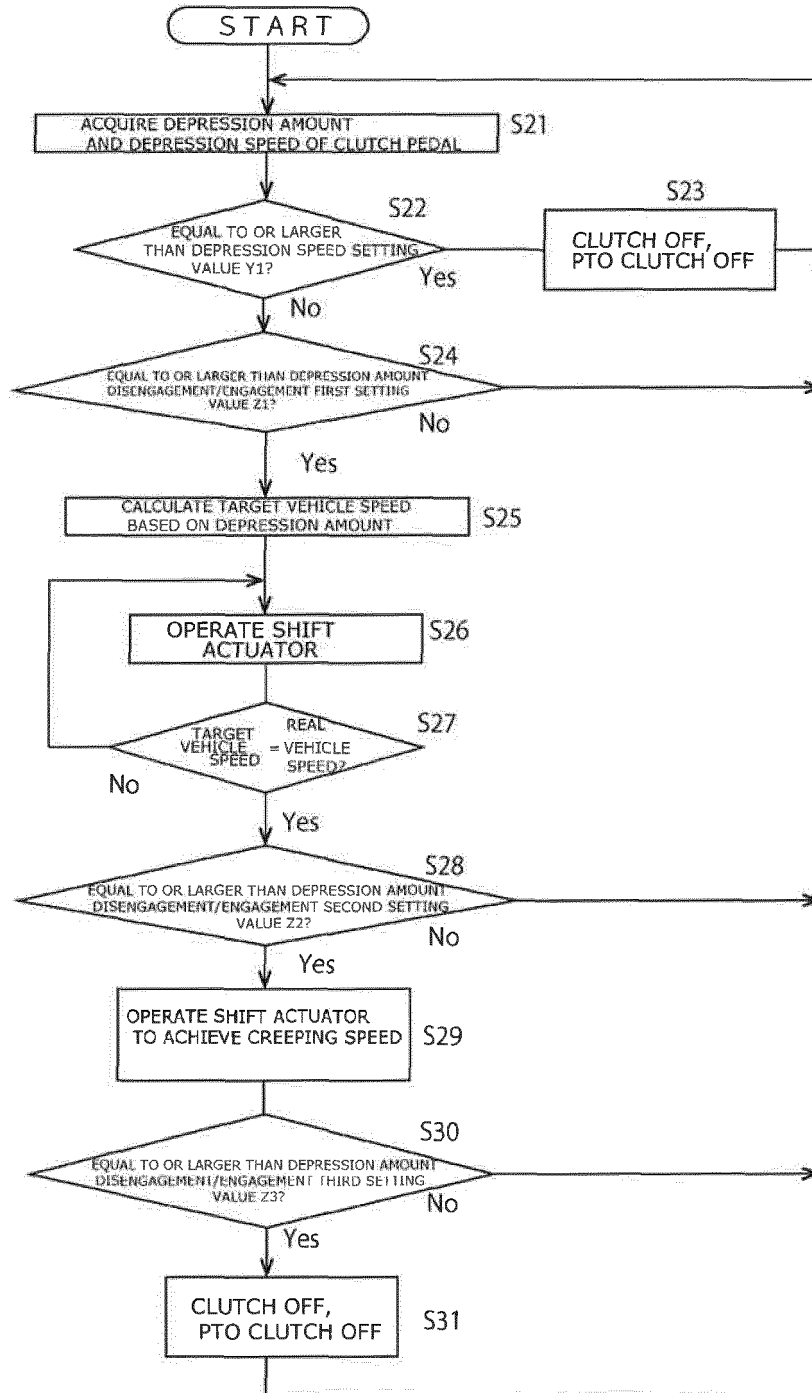 START
ACQUIRE DEPRESSION AMOUNT
AND DEPRESSION SPEED OF CLUTCH PEDAL
S21
S22
EQUAL TO OR LARGER
THAN DEPRESSION SPEED SETTING
VALUE Y1?
Yes
No
S23
CLUTCH OFF,
PTO CLUTCH OFF
S24
EQUAL TO OR LARGER THAN DEPRESSION AMOUNT
DISENGAGEMENT/ENGAGEMENT FIRST SETTING
VALUE Z1?
No
Yes
CALCULATE TARGET VEHICLE SPEED
BASED ON DEPRESSION AMOUNT
S25
OPERATE SHIFT
ACTUATOR
S26
S27
TARGET
VEHICLE
SPEED
=
REAL
VEHICLE
SPEED?
No
Yes
S28
EQUAL TO OR LARGER THAN DEPRESSION AMOUNT
DISENGAGEMENT/ENGAGEMENT SECOND SETTING
VALUE Z2?
No
Yes
OPERATE SHIFT ACTUATOR
TO ACHIEVE CREEPING SPEED
S29
S30
EQUAL TO OR LARGER THAN DEPRESSION AMOUNT
DISENGAGEMENT/ENGAGEMENT THIRD SETTING
VALUE Z3?
No
Yes
CLUTCH OFF,
PTO CLUTCH OFF
S31